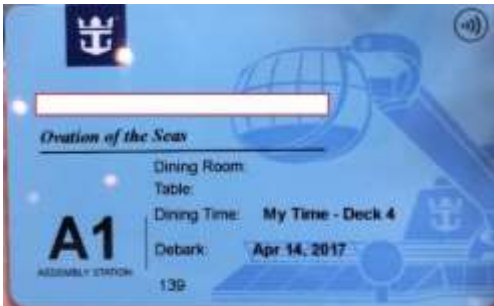 Ovation of the Seas
Dining Room:
Table:
Dining Time: My Time - Deck 4
A1
Debark: Apr 14, 2017
ASSEMBLY STATION
139